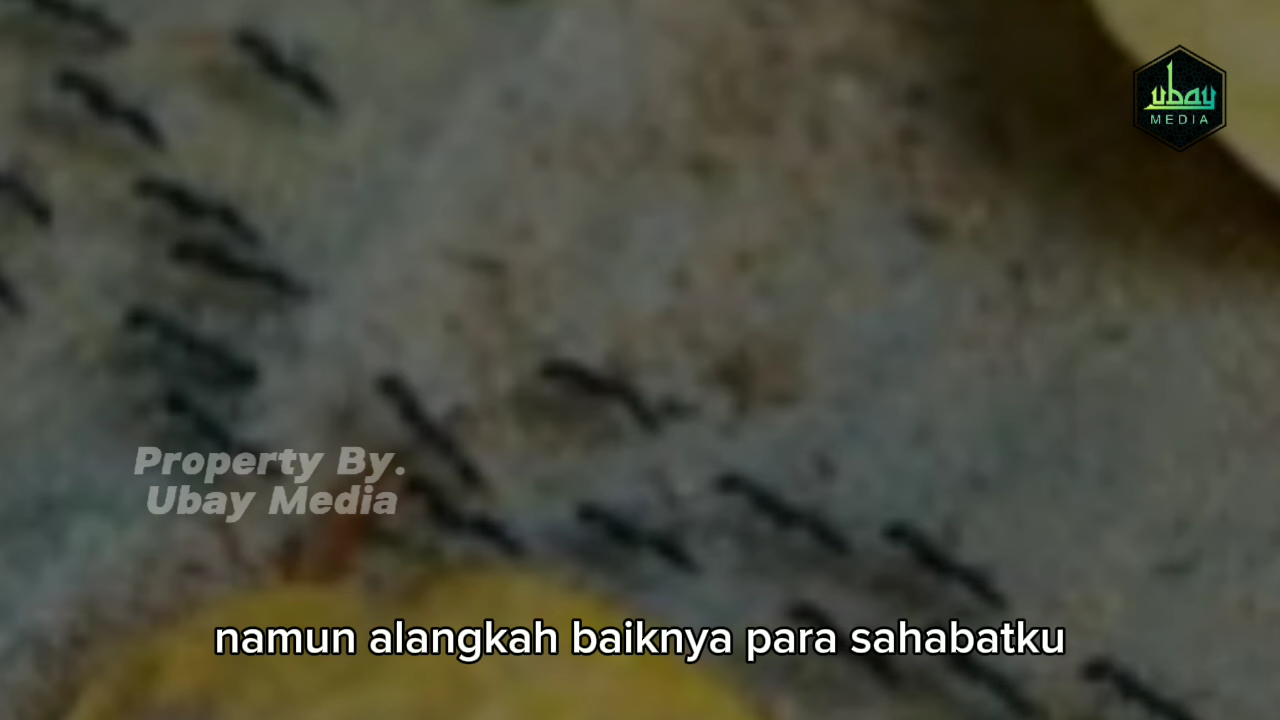 ubay
MEDIA
Property By.
Ubay Media
namun alangkah baiknya para sahabatku